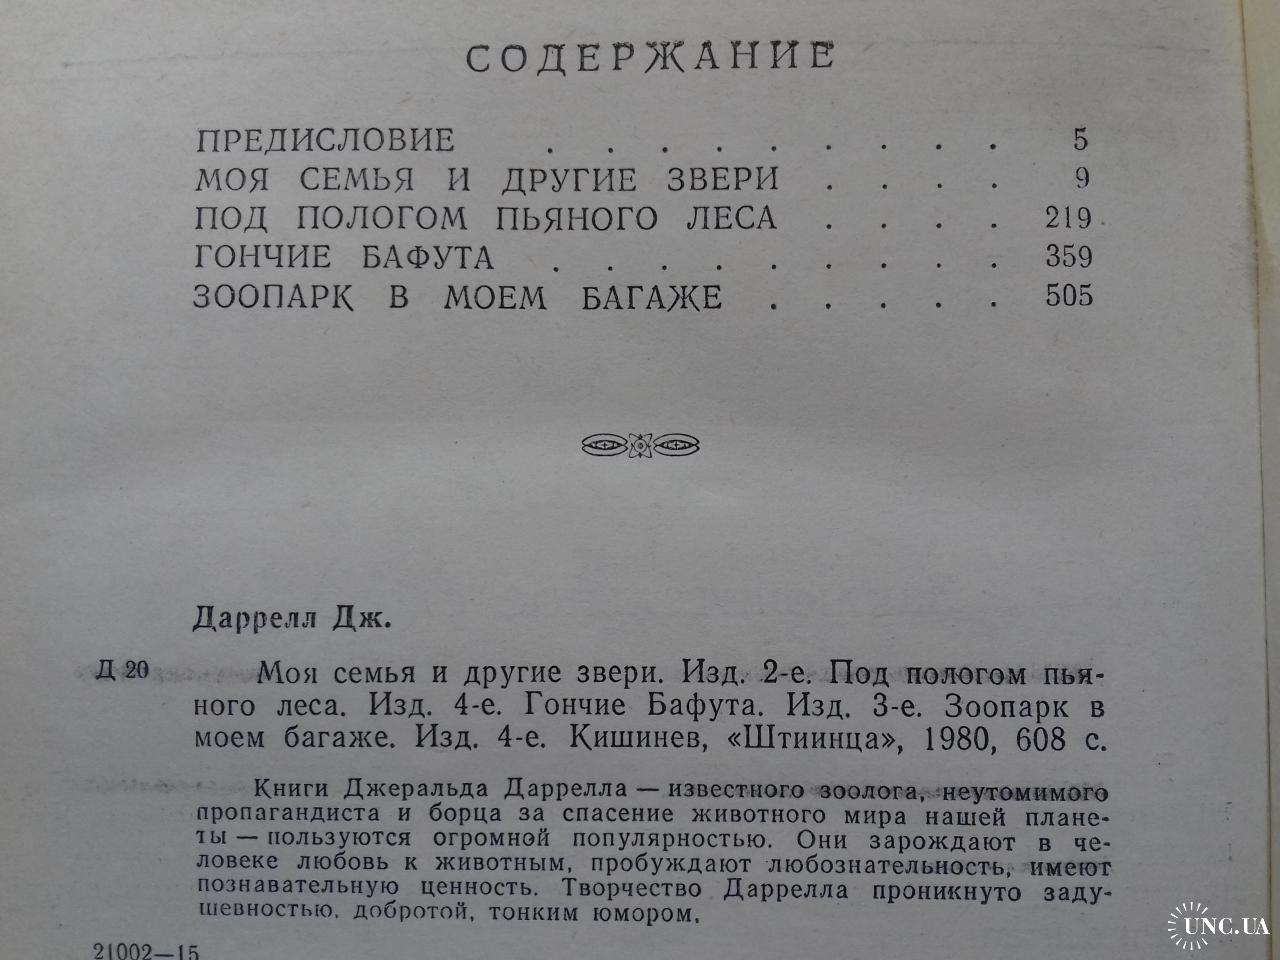 СОДЕРЖАНИЕ
ПРЕДИСЛОВИЕ . . . . . . . . . 5
МОЯ СЕМЬЯ И ДРУГИЕ ЗВЕРИ . . . . 9
ПОД ПОЛОГОМ ПЬЯНОГО ЛЕСА . . . . 219
ГОНЧИЕ БАФУТА . . . . . . . . . 359
ЗООПАРК В МОЕМ БАГАЖЕ . . . . . 505
Даррелл Дж.
Д 20 Моя семья и другие звери. Изд. 2-е. Под пологом пья-
ного леса. Изд. 4-е. Гончие Бафута. Изд. 3-е. Зоопарк в
моем багаже. Изд. 4-е. Кишинев, «Штиинца», 1980, 608 с.
Книги Джеральда Даррелла — известного зоолога, неутомимого
пропагандиста и борца за спасение животного мира нашей плане-
ты — пользуются огромной популярностью. Они зарождают в че-
ловеке любовь к животным, пробуждают любознательность, имеют
познавательную ценность. Творчество Даррелла проникнуто заду-
шевностью, добротой, тонким юмором.
21002—15
UNC.UA